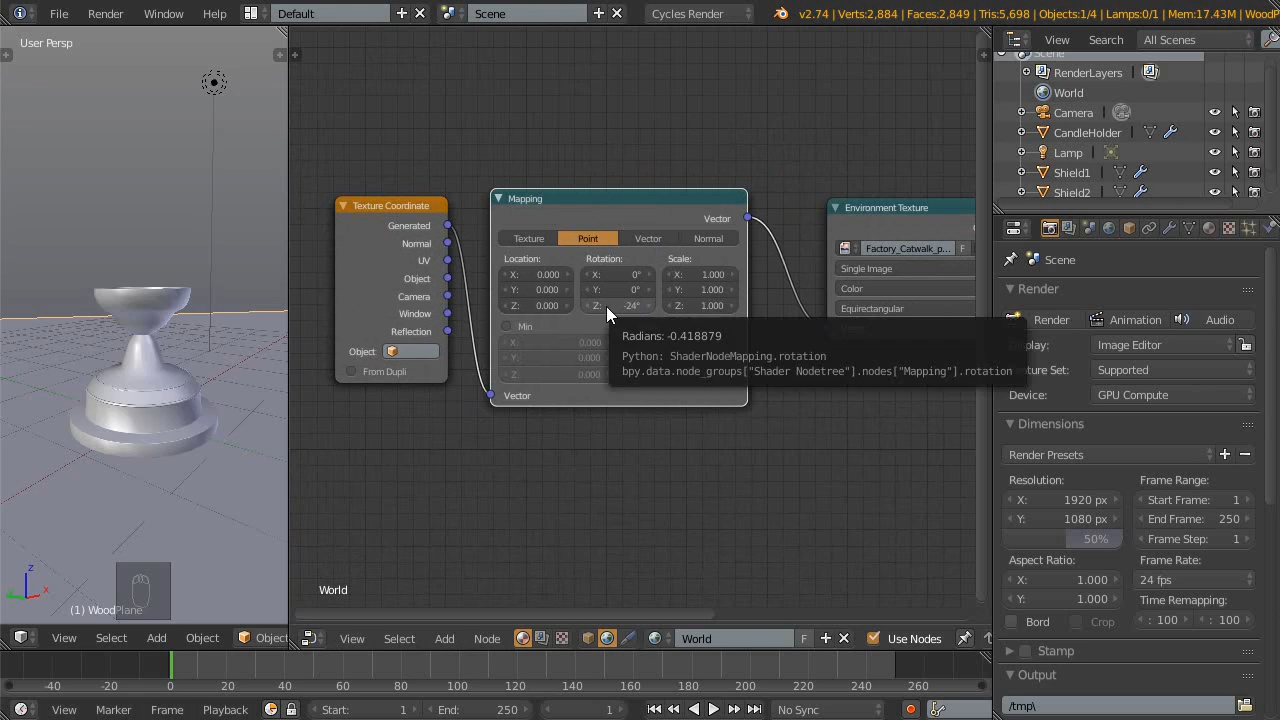 File Render Window Help Default Scene Cycles Render v2.74 | Verts:2,884 | Faces:2,849 | Tris:5,698 | Objects:1/4 | Lamps:0/1 | Mem:17.43M | WoodP
User Persp
View Search All Scenes
Scene
RenderLayers
World
Camera
CandleHolder
Lamp
Shield1
Shield2
Texture Coordinate
Generated
Normal
UV
Object
Camera
Window
Reflection
Object
From Dupli
Mapping
Vector
Texture Point Vector Normal
Location: Rotation: Scale:
X: 0.000 X: 0° X: 1.000
Y: 0.000 Y: 0° Y: 1.000
Z: 0.000 Z: -24° Z: 1.000
Min
X: 0.000
Y: 0.000
Z: 0.000
Vector
Radians: -0.418879
Python: ShaderNodeMapping.rotation
bpy.data.node_groups["Shader Nodetree"].nodes["Mapping"].rotation
Environment Texture
Factory_Catwalk_p... F
Single Image
Color
Equirectangular
Scene
Render
Render Animation Audio
Display: Image Editor
ture Set: Supported
Device: GPU Compute
Dimensions
Render Presets
Resolution: Frame Range:
X: 1920 px Start Frame: 1
Y: 1080 px End Frame: 250
50% Frame Step: 1
Aspect Ratio: Frame Rate:
X: 1.000 24 fps
Y: 1.000 Time Remapping:
Bord Crop : 100 : 100
Stamp
Output
/tmp\
z
x
(1) WoodPlane
World
View Select Add Object Object
View Select Add Node World F Use Nodes
-40 -20 0 20 40 60 80 100 120 140 160 180 200 220 240 260
View Marker Frame Playback Start: 1 End: 250 1 No Sync